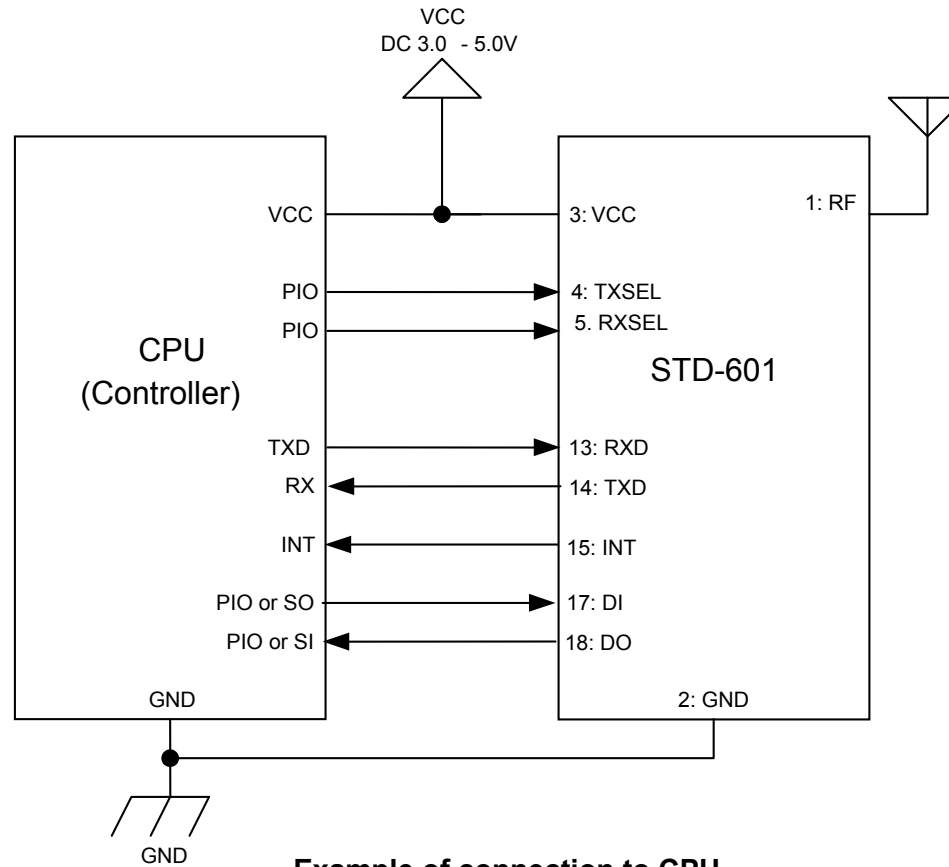 VCC
DC 3.0 - 5.0V
VCC
3: VCC
1: RF
PIO
4: TXSEL
PIO
5. RXSEL
CPU
(Controller)
STD-601
TXD
13: RXD
RX
14: TXD
INT
15: INT
PIO or SO
17: DI
PIO or SI
18: DO
GND
2: GND
GND
Example of connection to CPU